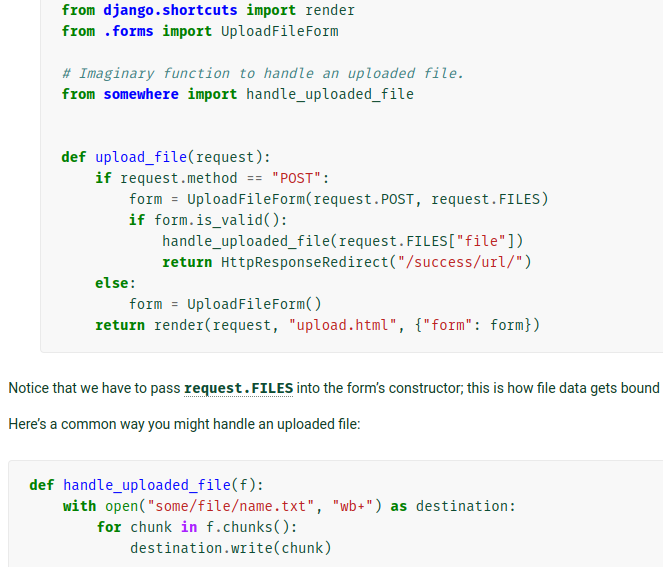 from django.shortcuts import render
from .forms import UploadFileForm
# Imaginary function to handle an uploaded file.
from somewhere import handle_uploaded_file
def upload_file(request):
    if request.method == "POST":
        form = UploadFileForm(request.POST, request.FILES)
        if form.is_valid():
            handle_uploaded_file(request.FILES["file"])
            return HttpResponseRedirect("/success/url/")
    else:
        form = UploadFileForm()
    return render(request, "upload.html", {"form": form})
Notice that we have to pass request.FILES into the form’s constructor; this is how file data gets bound
Here’s a common way you might handle an uploaded file:
def handle_uploaded_file(f):
    with open("some/file/name.txt", "wb+") as destination:
        for chunk in f.chunks():
            destination.write(chunk)